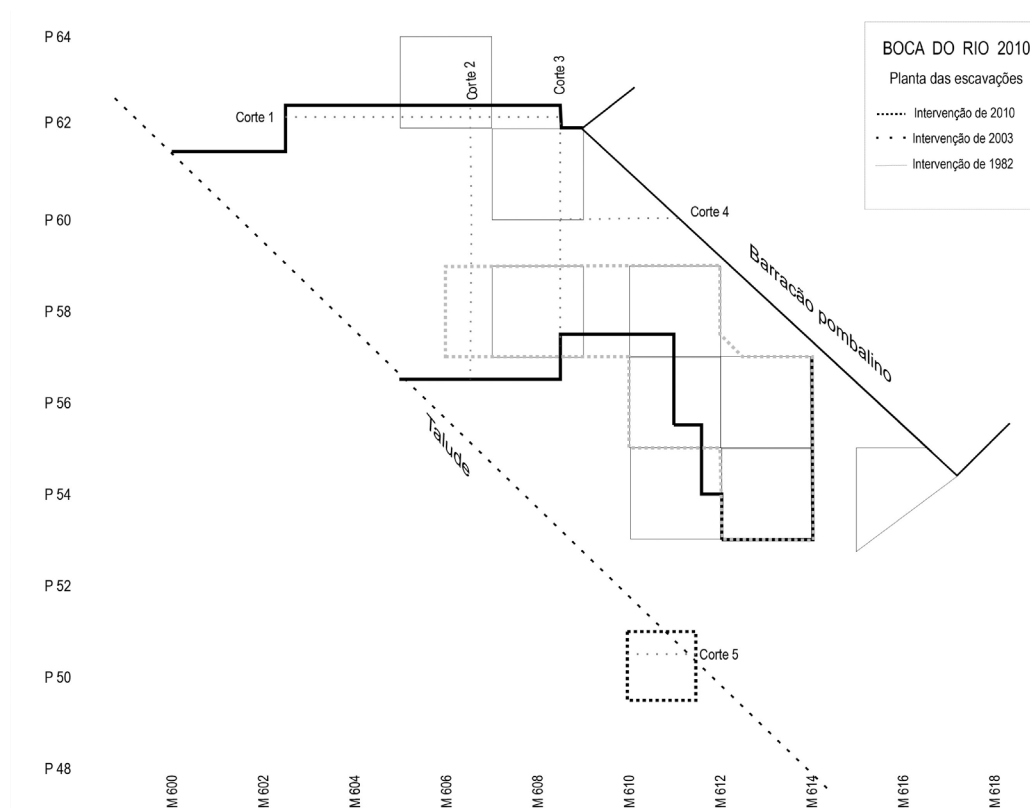 P 64
P 62
P 60
P 58
P 56
P 54
P 52
P 50
P 48
Corte 1
Corte 2
Corte 3
Corte 4
Barracão pombalino
Talude
Corte 5
M 600
M 602
M 604
M 606
M 608
M 610
M 612
M 614
M 616
M 618
BOCA DO RIO 2010
Planta das escavações
Intervenção de 2010
Intervenção de 2003
Intervenção de 1982